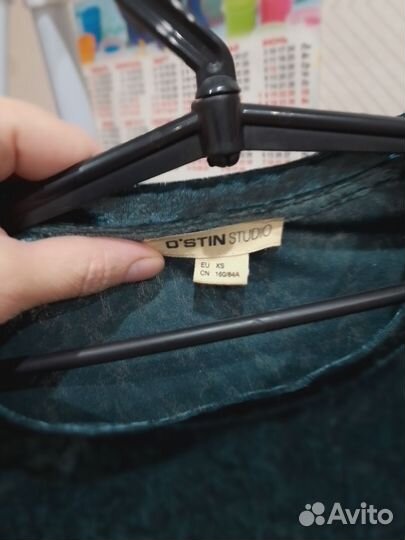 O'STIN STUDIO
EU XS
CN 160/84A
Avito